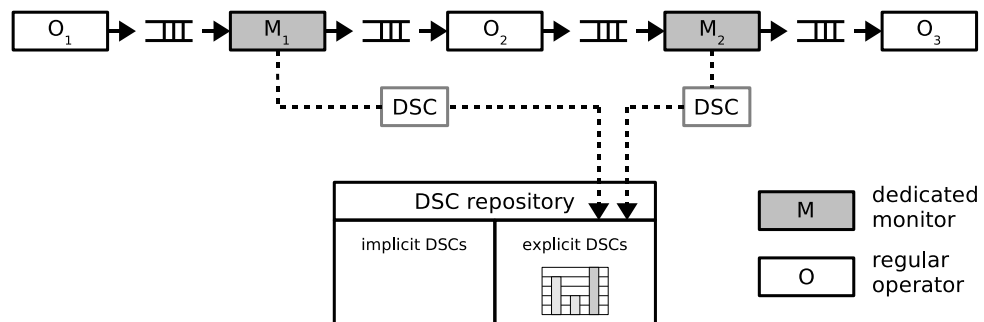 O₁ M₁ O₂ M₂ O₃
DSC DSC
DSC repository
implicit DSCs explicit DSCs
M dedicated
monitor
O regular
operator